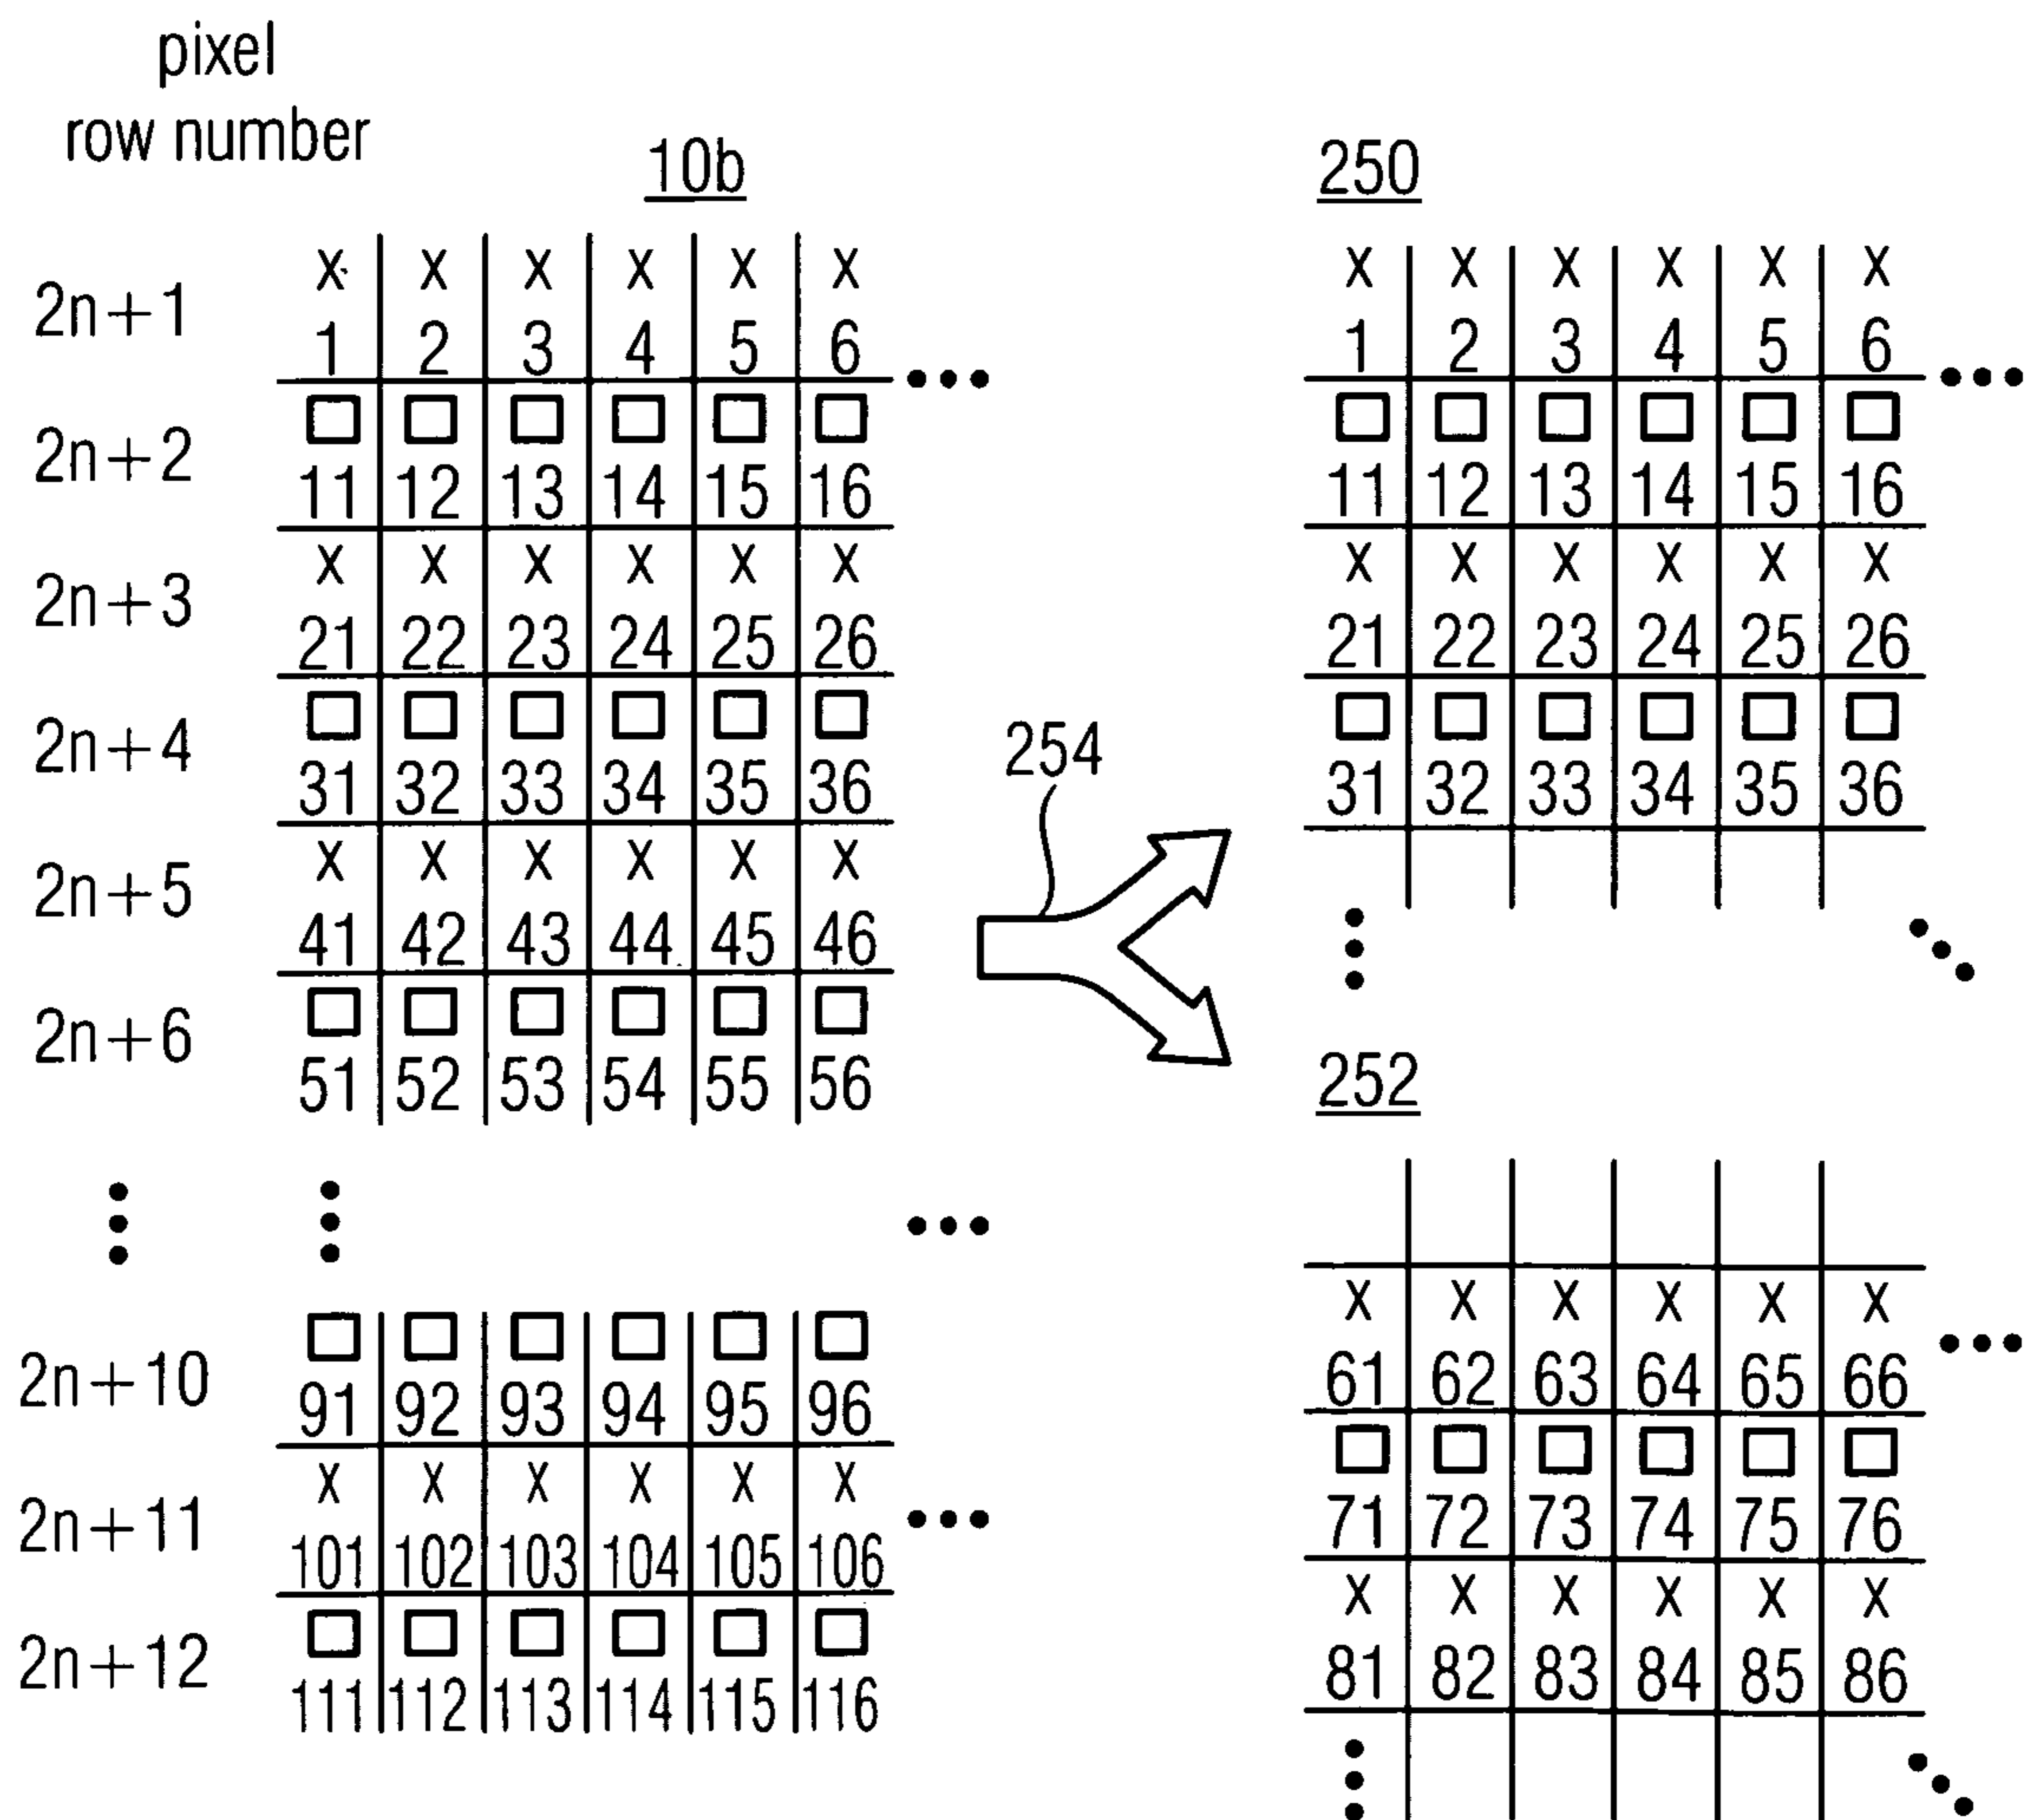 pixel
row number
10b
2n+1
x x x x x x
1 2 3 4 5 6
2n+2
11 12 13 14 15 16
2n+3
x x x x x x
21 22 23 24 25 26
2n+4
31 32 33 34 35 36
2n+5
x x x x x x
41 42 43 44 45 46
2n+6
51 52 53 54 55 56
2n+10
91 92 93 94 95 96
2n+11
x x x x x x
101 102 103 104 105 106
2n+12
111 112 113 114 115 116
254
250
x x x x x x
1 2 3 4 5 6
11 12 13 14 15 16
x x x x x x
21 22 23 24 25 26
31 32 33 34 35 36
252
x x x x x x
61 62 63 64 65 66
71 72 73 74 75 76
x x x x x x
81 82 83 84 85 86